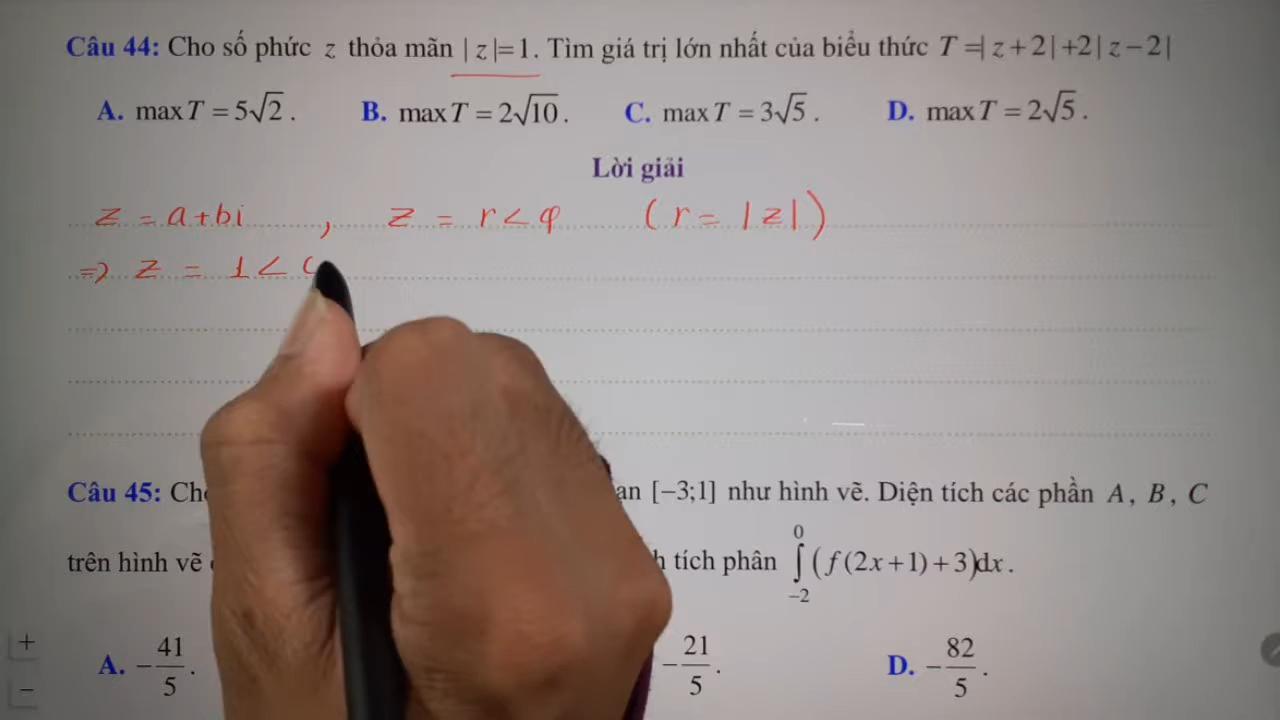 Câu 44: Cho số phức z thỏa mãn |z|=1. Tìm giá trị lớn nhất của biểu thức T=|z+2|+2|z-2|
A. max T = 5√2. B. max T = 2√10. C. max T = 3√5. D. max T = 2√5.
Lời giải
z = a+bi , z = r∠φ (r = |z|)
⇒ z = 1∠
Câu 45: [-3;1] như hình vẽ. Diện tích các phần A, B, C
trên hình vẽ tích phân ∫_{-2}^{0} (f(2x+1)+3)dx.
A. -41/5. -21/5. D. -82/5.
+
−